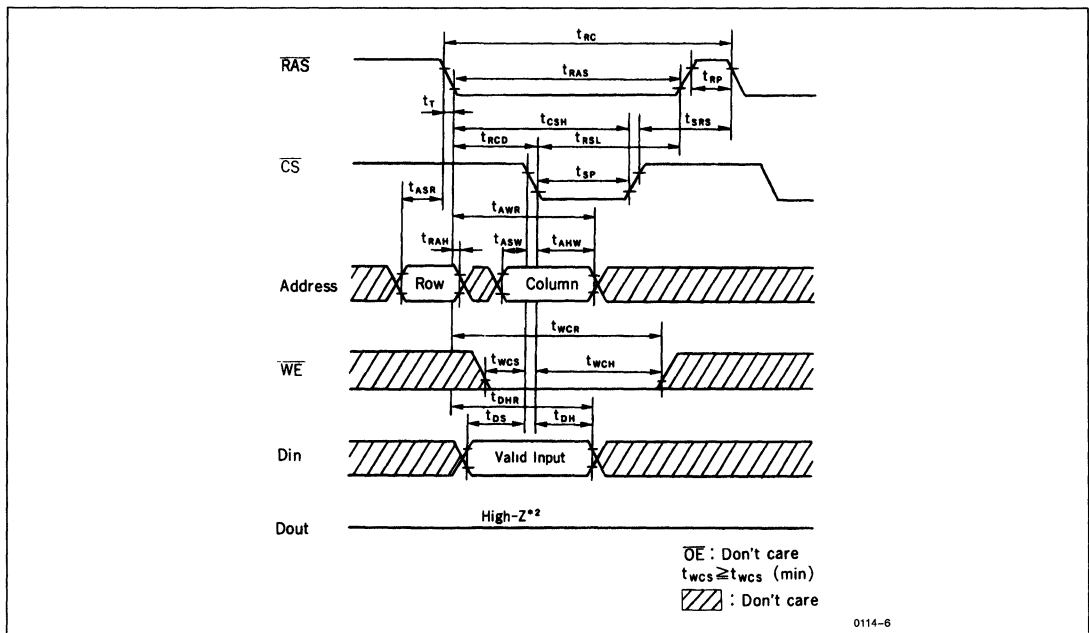 tRC
RAS
tRAS
tRP
tT
tCSH
tSRS
tRCD
tRSL
CS
tSP
tASR
tAWR
tRAH
tASW
tAHW
Address
Row
Column
tWCR
WE
tWCS
tWCH
tDHR
tDS
tDH
Din
Valid Input
Dout
High-Z*2
OE : Don't care
tWCS ≧ tWCS (min)
: Don't care
0114-6